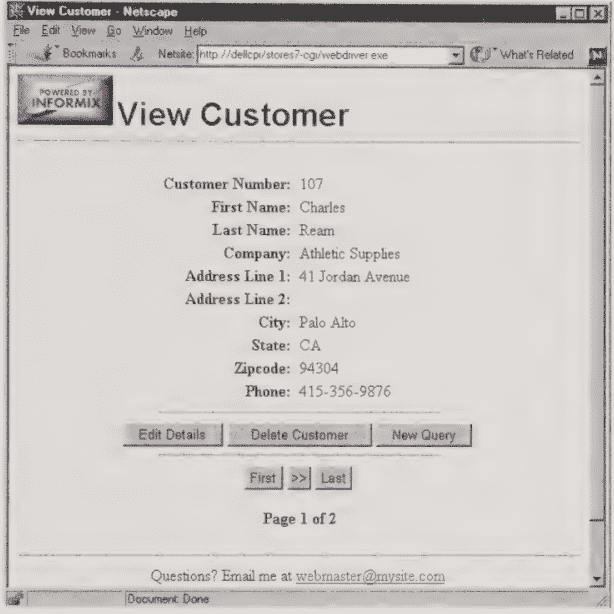 View Customer - Netscape
File Edit View Go Window Help
Bookmarks Netsite: http://dellcpi/stores7-cgi/webdriver.exe What's Related N
POWERED BY
INFORMIX
View Customer
Customer Number: 107
First Name: Charles
Last Name: Ream
Company: Athletic Supplies
Address Line 1: 41 Jordan Avenue
Address Line 2:
City: Palo Alto
State: CA
Zipcode: 94304
Phone: 415-356-9876
Edit Details Delete Customer New Query
First >> Last
Page 1 of 2
Questions? Email me at webmaster@mysite.com
Document: Done